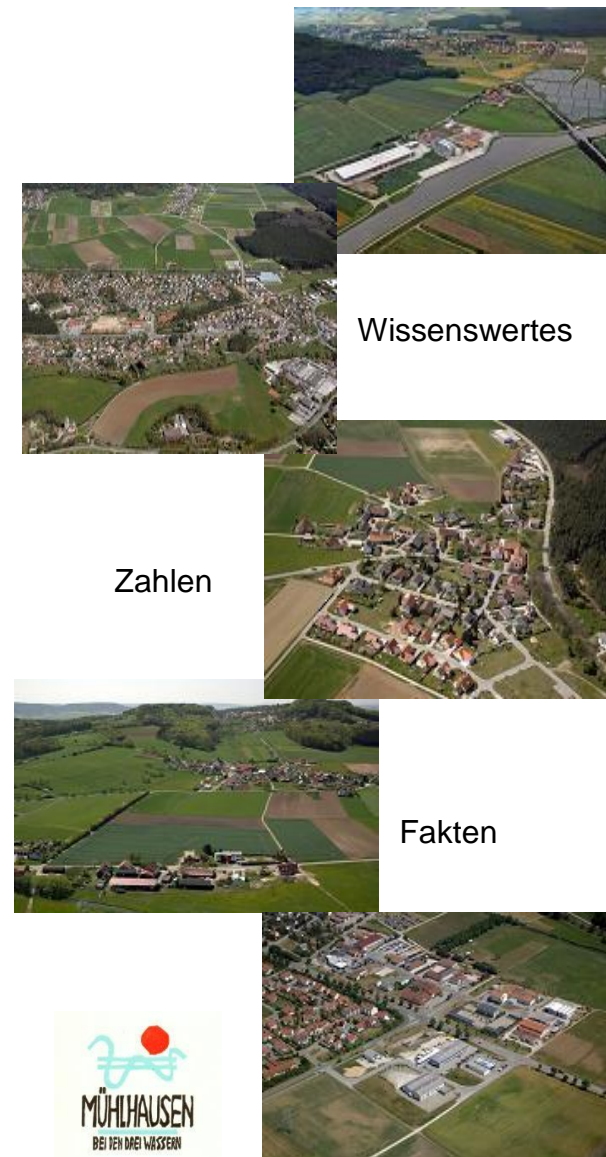 Wissenswertes
Zahlen
Fakten
MÜHLHAUSEN
BEI DEN DREI WASSERN